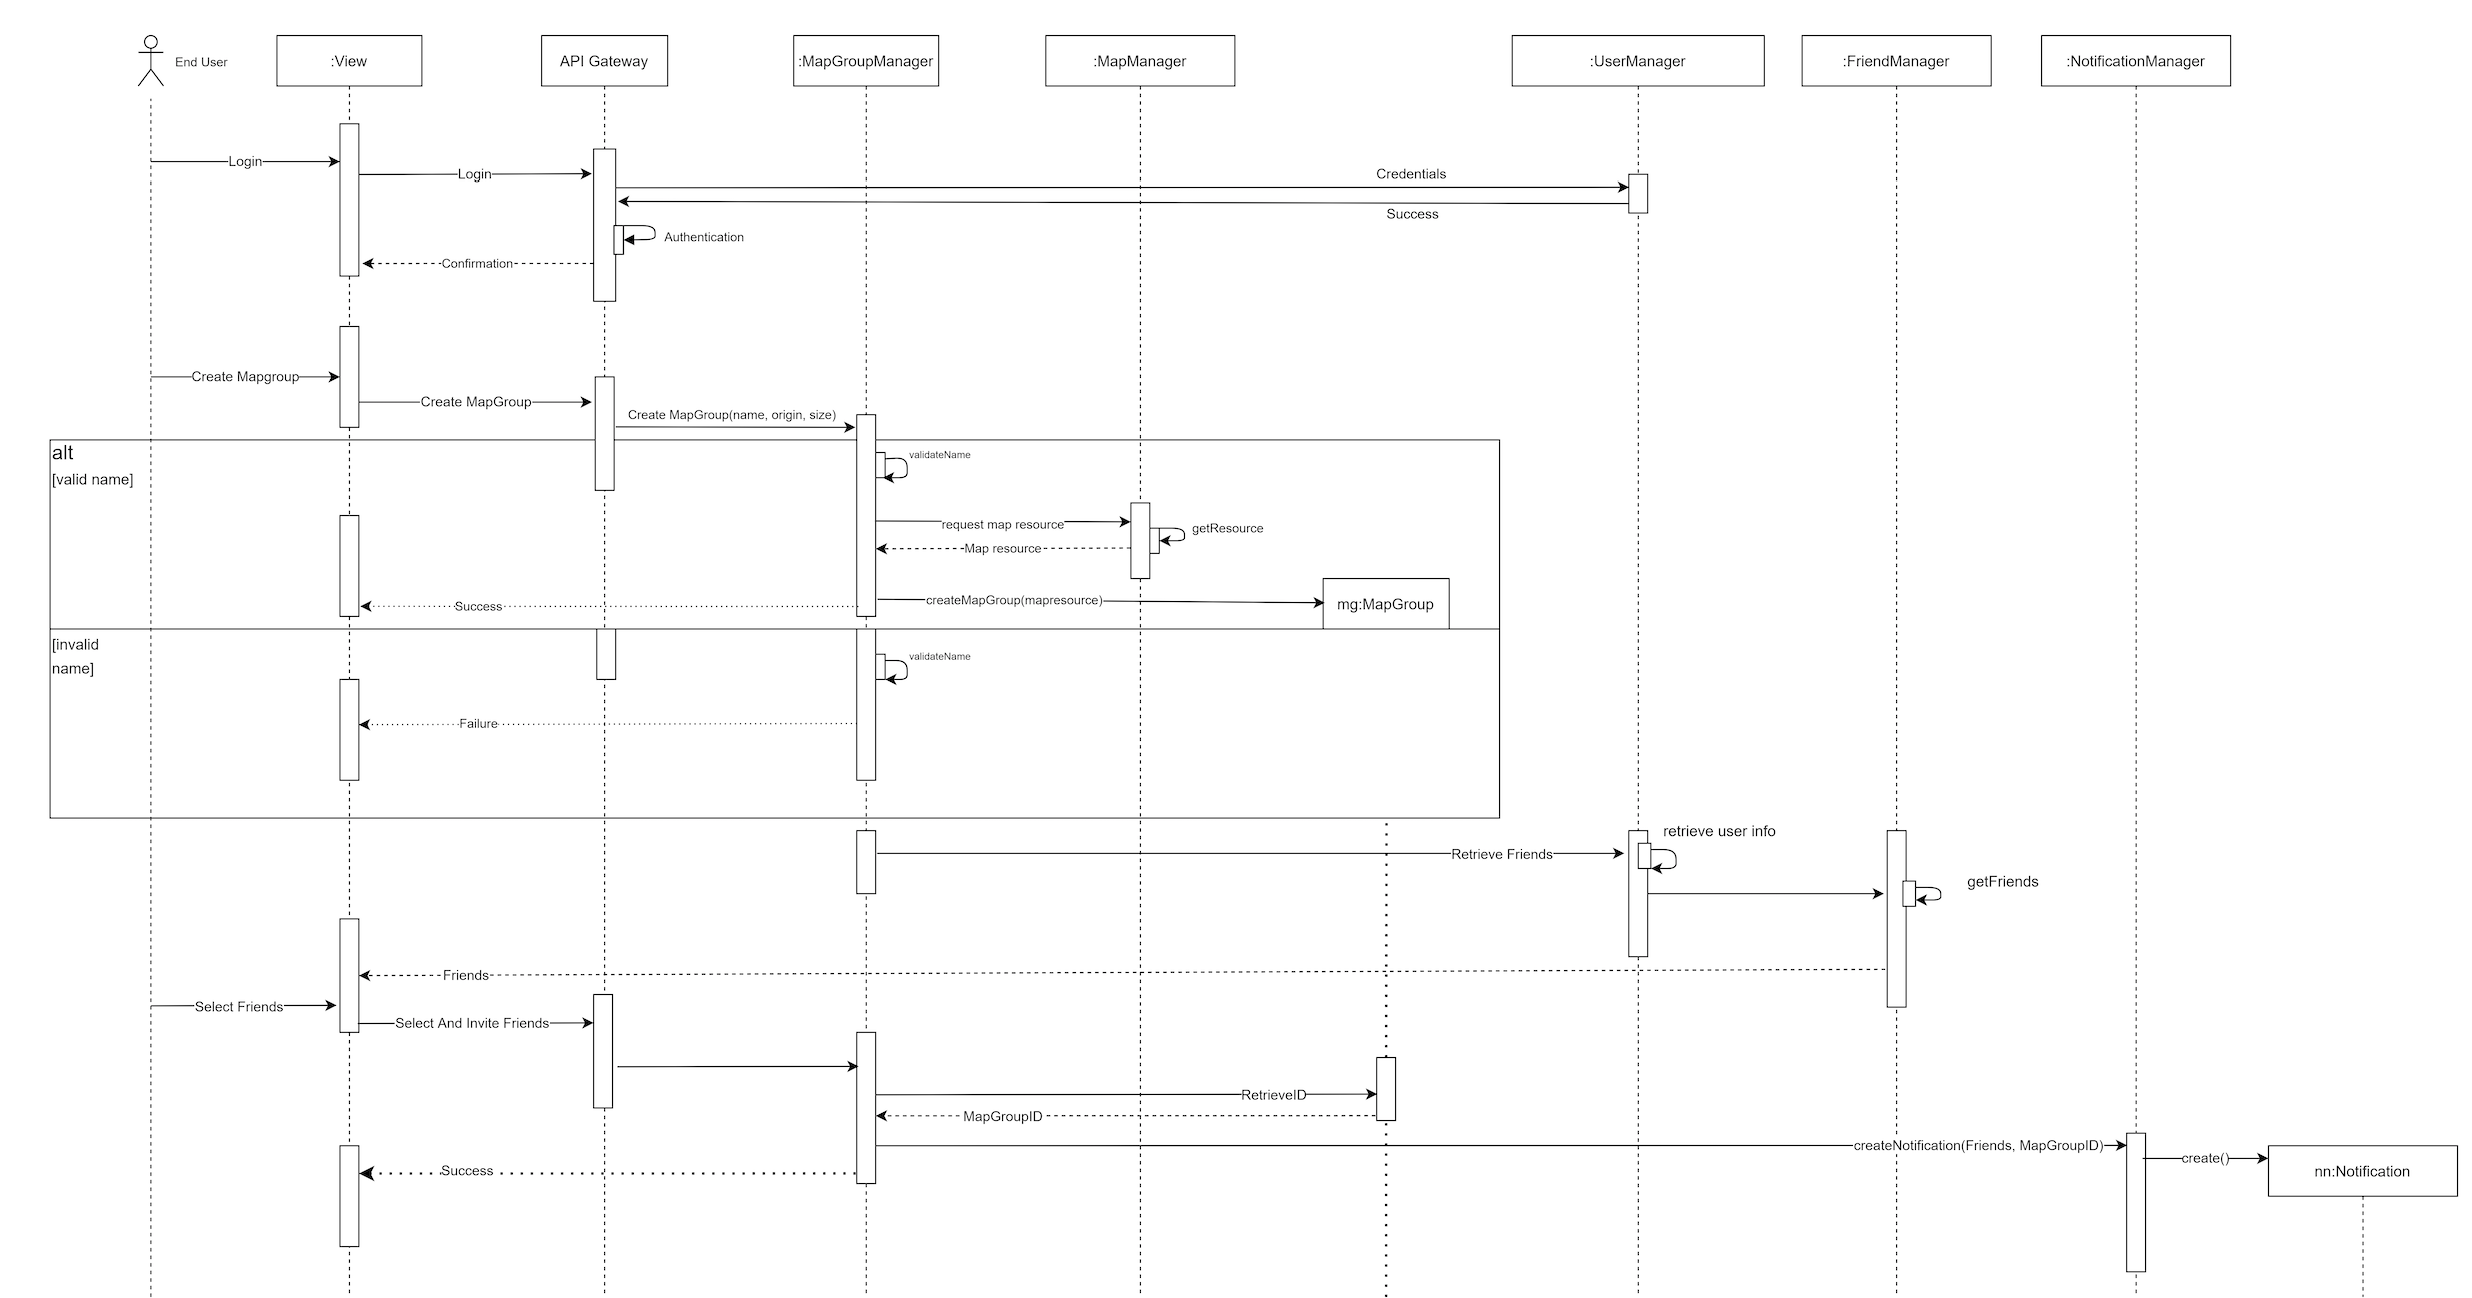 End User
:View
API Gateway
:MapGroupManager
:MapManager
:UserManager
:FriendManager
:NotificationManager
Login
Login
Credentials
Success
Authentication
Confirmation
Create Mapgroup
Create MapGroup
Create MapGroup(name, origin, size)
alt
[valid name]
validateName
request map resource
getResource
Map resource
createMapGroup(mapresource)
mg:MapGroup
Success
[invalid
name]
validateName
Failure
retrieve user info
Retrieve Friends
getFriends
Friends
Select Friends
Select And Invite Friends
RetrieveID
MapGroupID
createNotification(Friends, MapGroupID)
create()
nn:Notification
Success